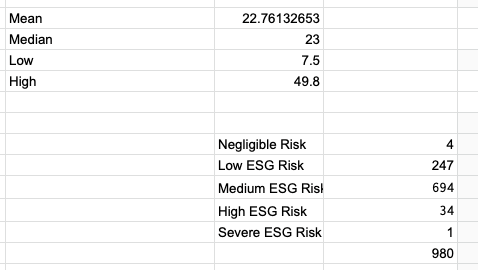 Mean 22.76132653
Median 23
Low 7.5
High 49.8
Negligible Risk 4
Low ESG Risk 247
Medium ESG Risk 694
High ESG Risk 34
Severe ESG Risk 1
980